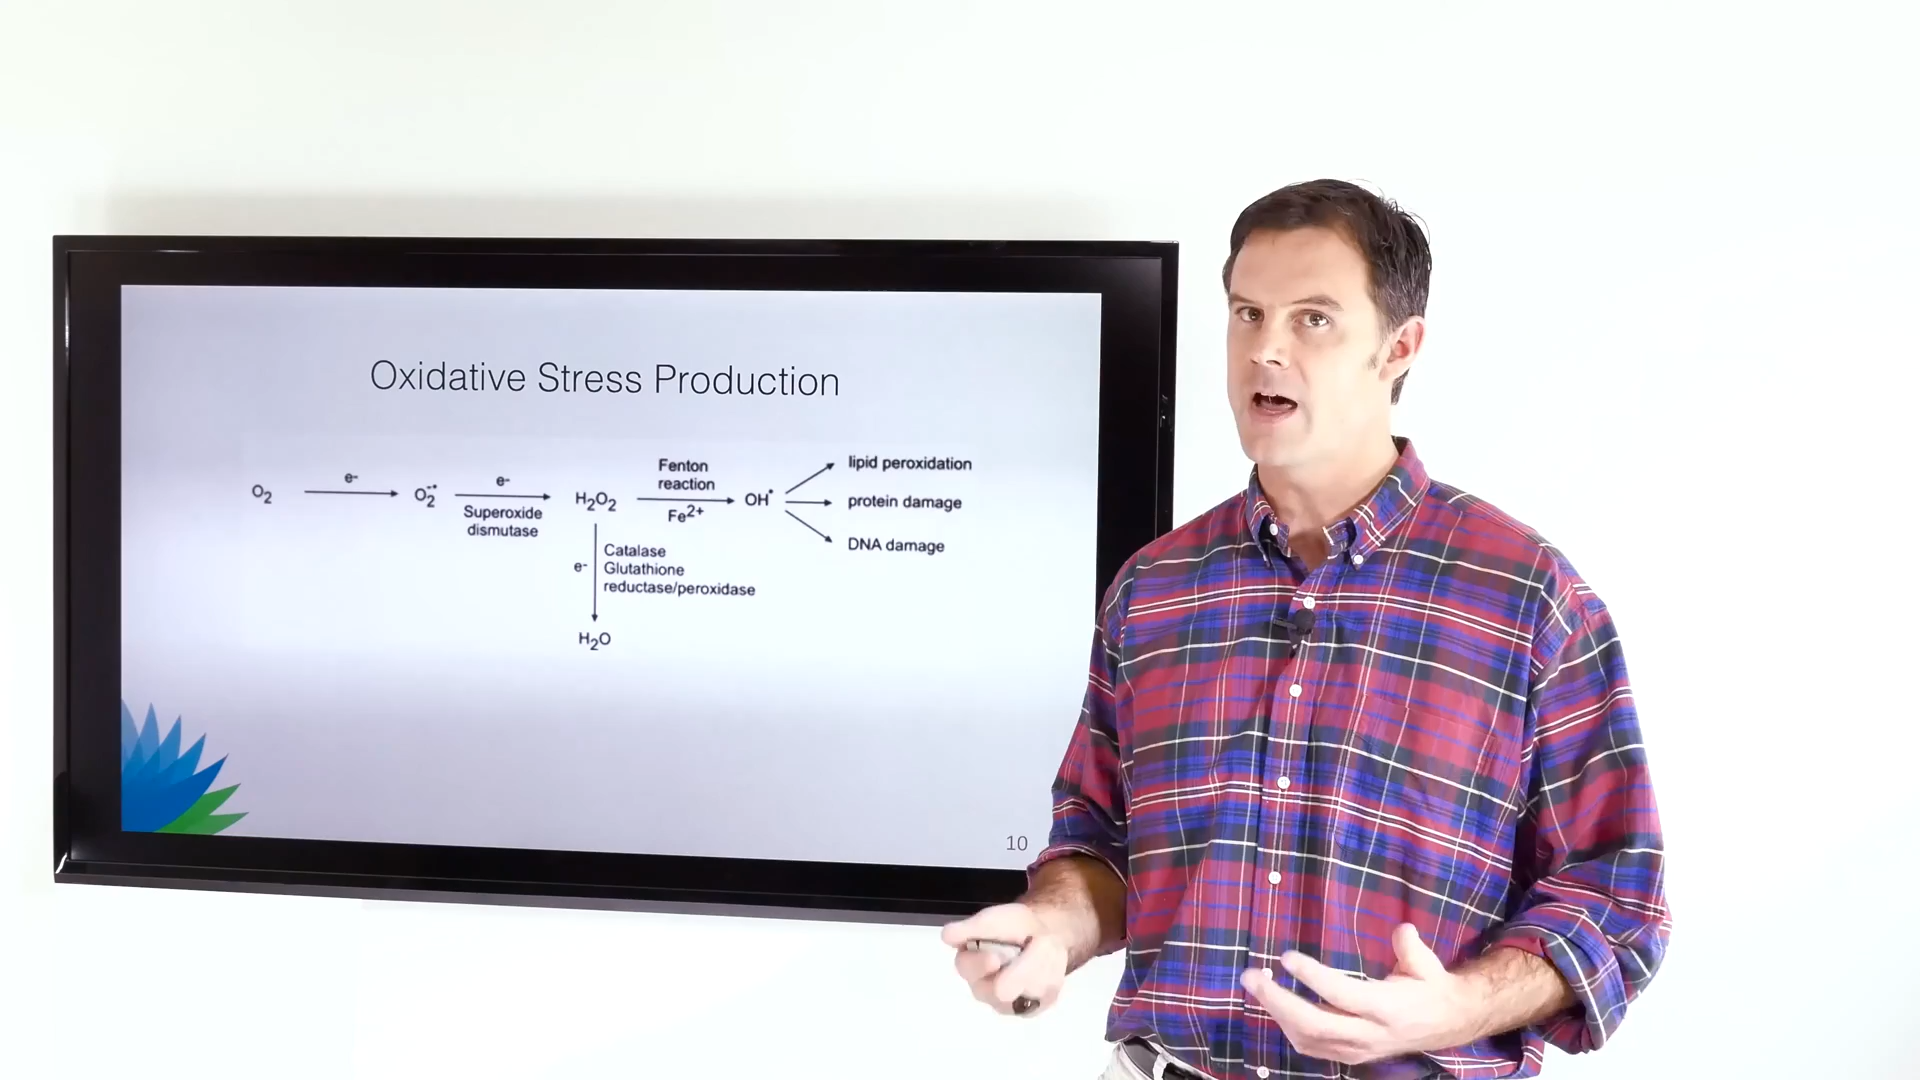 Oxidative Stress Production
O₂
e-
O₂⁻•
e-
Superoxide
dismutase
H₂O₂
Fenton
reaction
Fe²⁺
OH•
lipid peroxidation
protein damage
DNA damage
e-
Catalase
Glutathione
reductase/peroxidase
H₂O
10